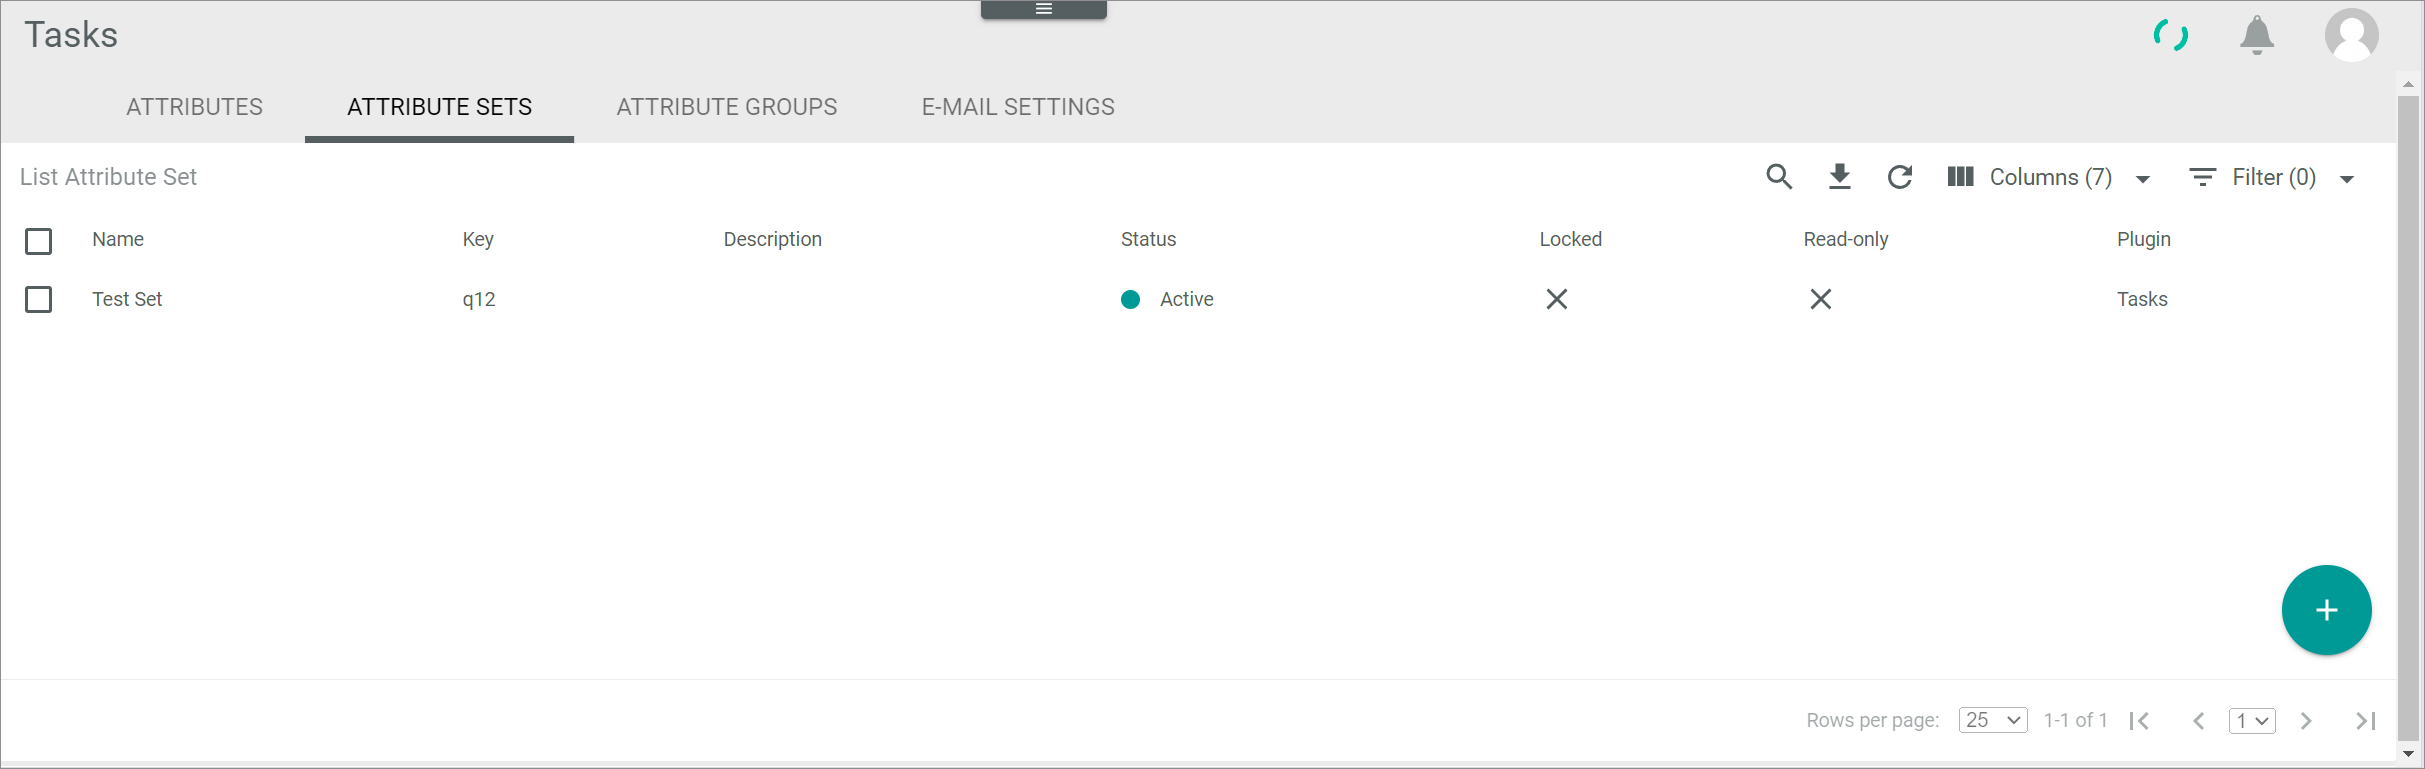 Tasks
ATTRIBUTES ATTRIBUTE SETS ATTRIBUTE GROUPS E-MAIL SETTINGS
List Attribute Set Columns (7) Filter (0)
Name Key Description Status Locked Read-only Plugin
Test Set q12 Active Tasks
Rows per page: 25 1-1 of 1 1